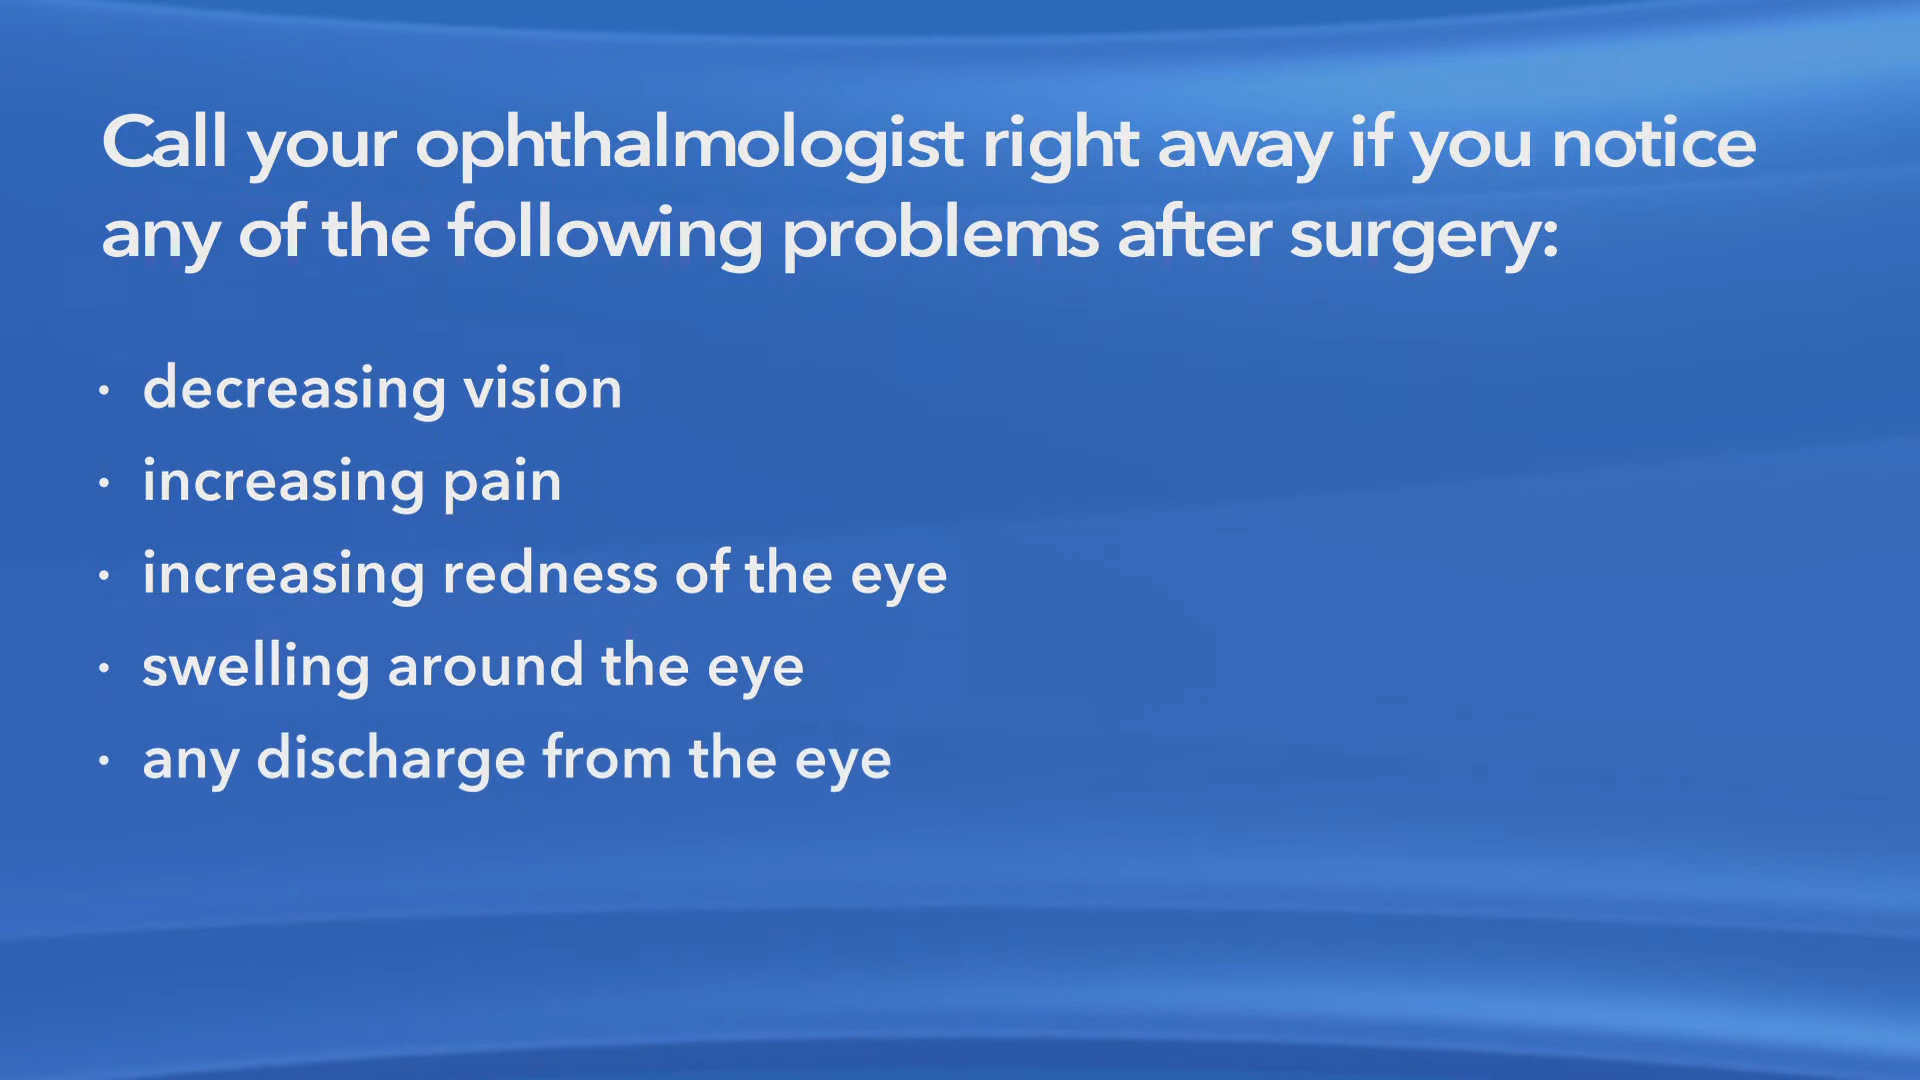 Call your ophthalmologist right away if you notice
any of the following problems after surgery:
· decreasing vision
· increasing pain
· increasing redness of the eye
· swelling around the eye
· any discharge from the eye